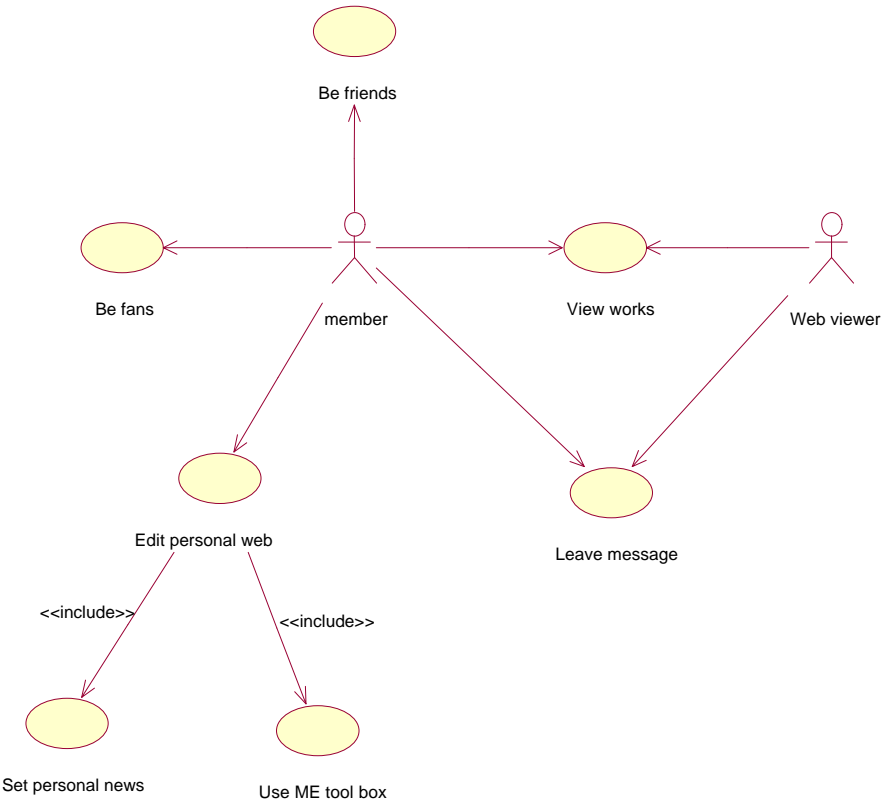 Be friends
Be fans
member
View works
Web viewer
Edit personal web
Leave message
<<include>>
<<include>>
Set personal news
Use ME tool box